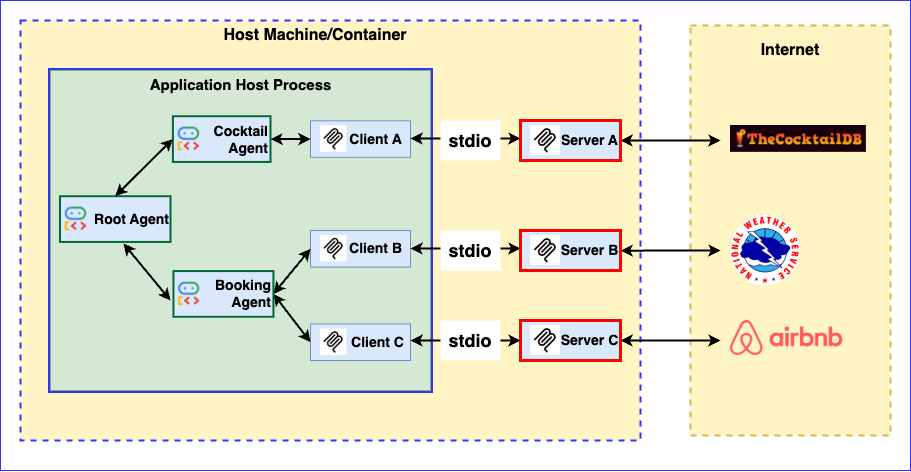 Host Machine/Container
Internet
Application Host Process
Cocktail
Agent
Client A
stdio
Server A
TheCocktailDB
Root Agent
Client B
stdio
Server B
NATIONAL WEATHER SERVICE
Booking
Agent
Client C
stdio
Server C
airbnb